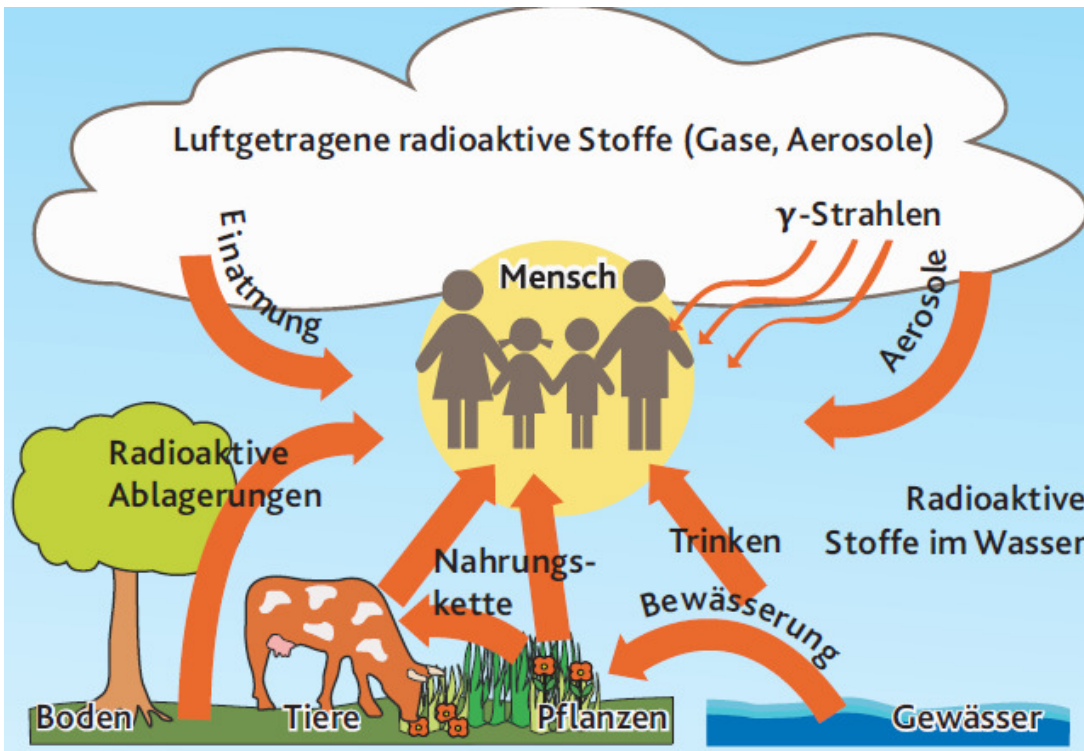 Luftgetragene radioaktive Stoffe (Gase, Aerosole)
Einatmung
γ-Strahlen
Mensch
Aerosole
Radioaktive
Ablagerungen
Radioaktive
Stoffe im Wasser
Nahrungs-
kette
Trinken
Bewässerung
Boden
Tiere
Pflanzen
Gewässer